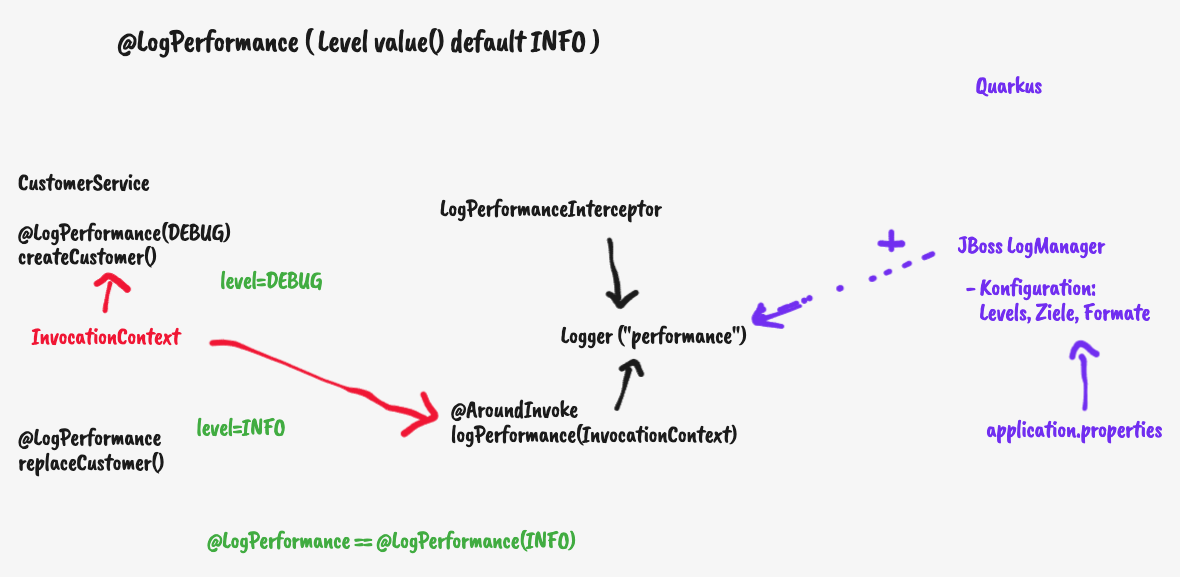 @LogPerformance ( Level value() default INFO )
Quarkus
CustomerService
@LogPerformance(DEBUG)
createCustomer()
level=DEBUG
InvocationContext
level=INFO
@LogPerformance
replaceCustomer()
LogPerformanceInterceptor
Logger ("performance")
@AroundInvoke
logPerformance(InvocationContext)
+
JBoss LogManager
- Konfiguration:
Levels, Ziele, Formate
application.properties
@LogPerformance == @LogPerformance(INFO)